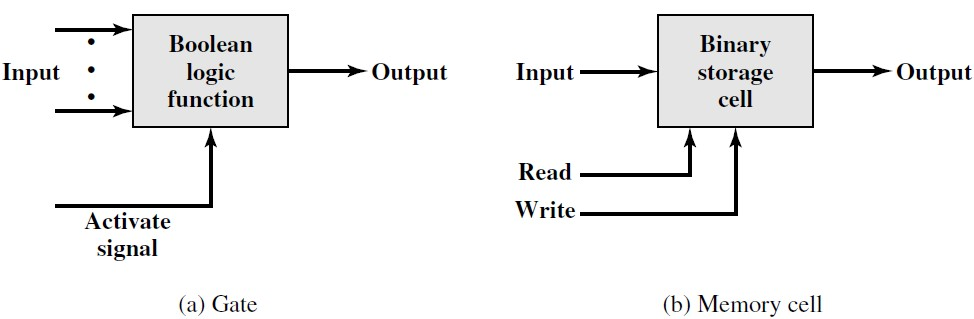 Input
Boolean
logic
function
Output
Activate
signal
(a) Gate
Input
Binary
storage
cell
Output
Read
Write
(b) Memory cell